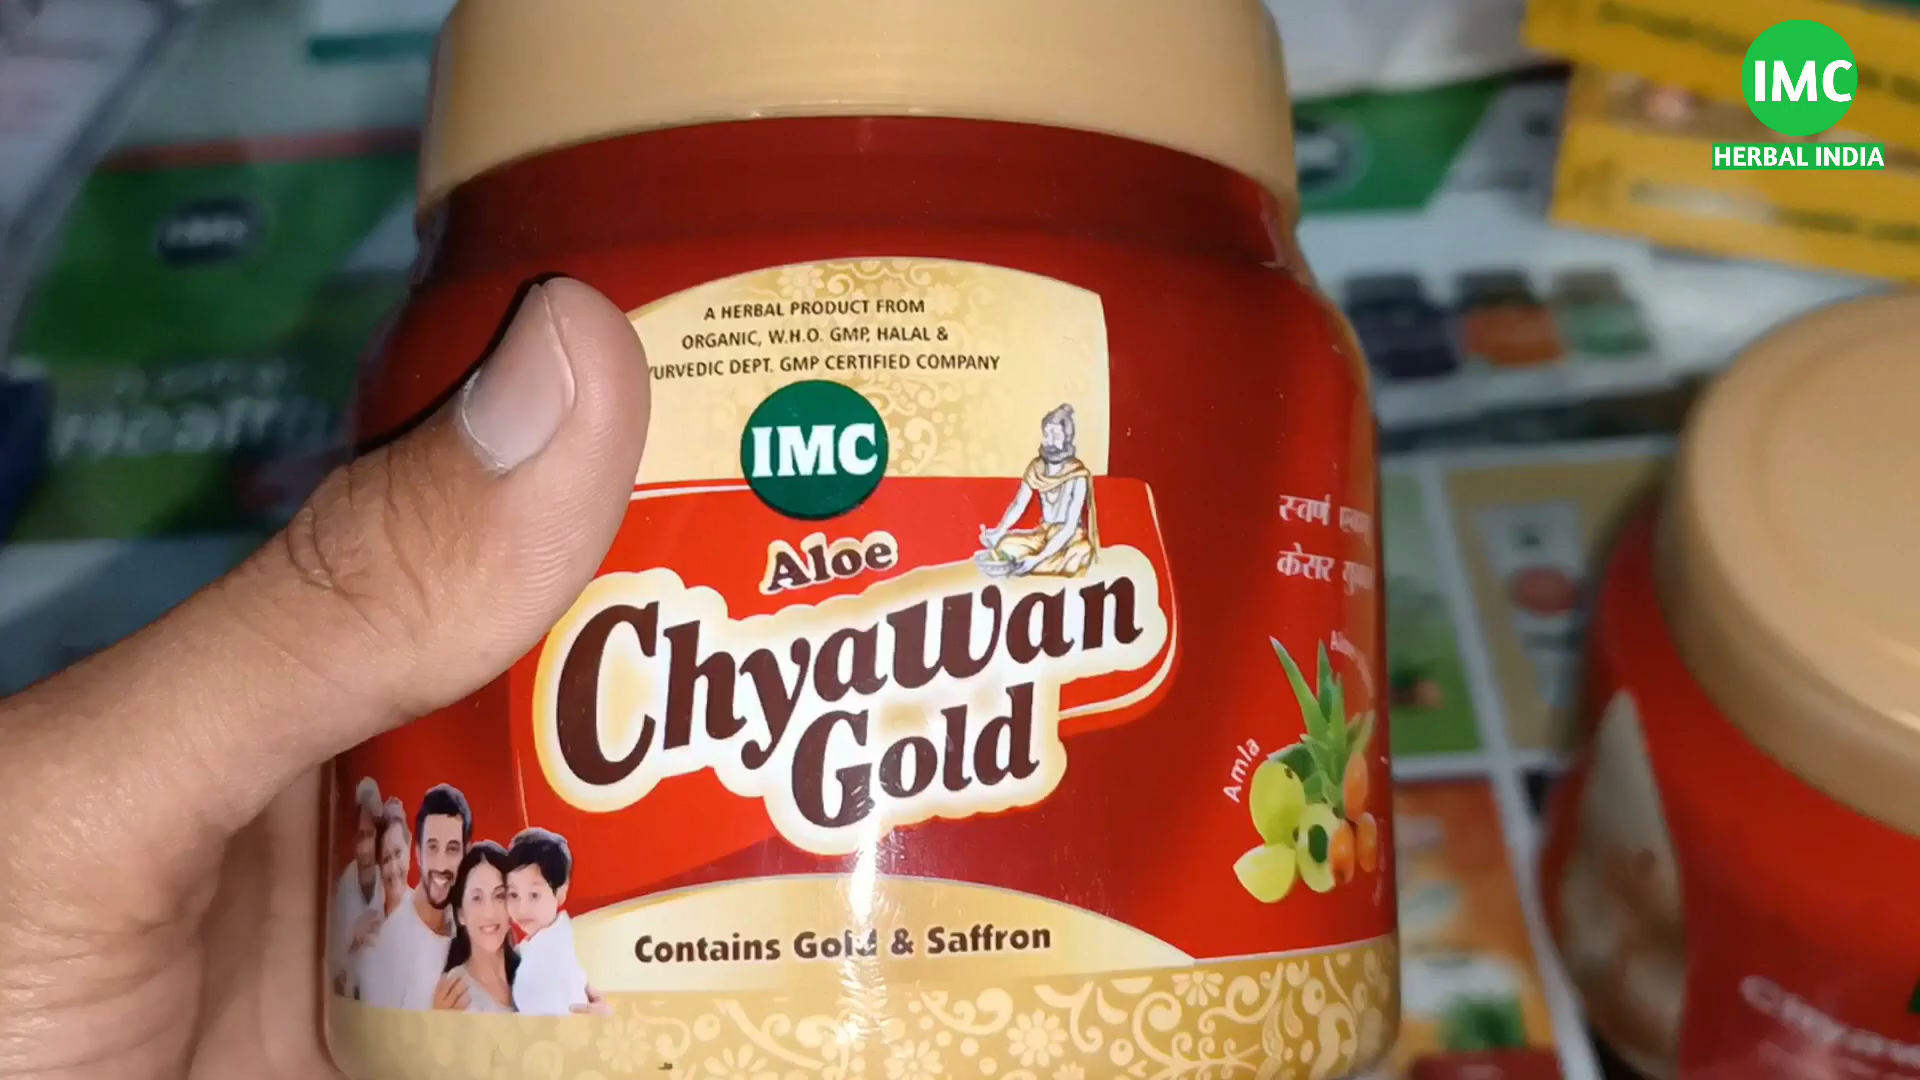 IMC
HERBAL INDIA
A HERBAL PRODUCT FROM
ORGANIC, W.H.O. GMP, HALAL &
DEPT. GMP CERTIFIED COMPANY
IMC
Aloe
Chyawan
Gold
स्वर्ण
केसर
Amla
Contains Gold & Saffron